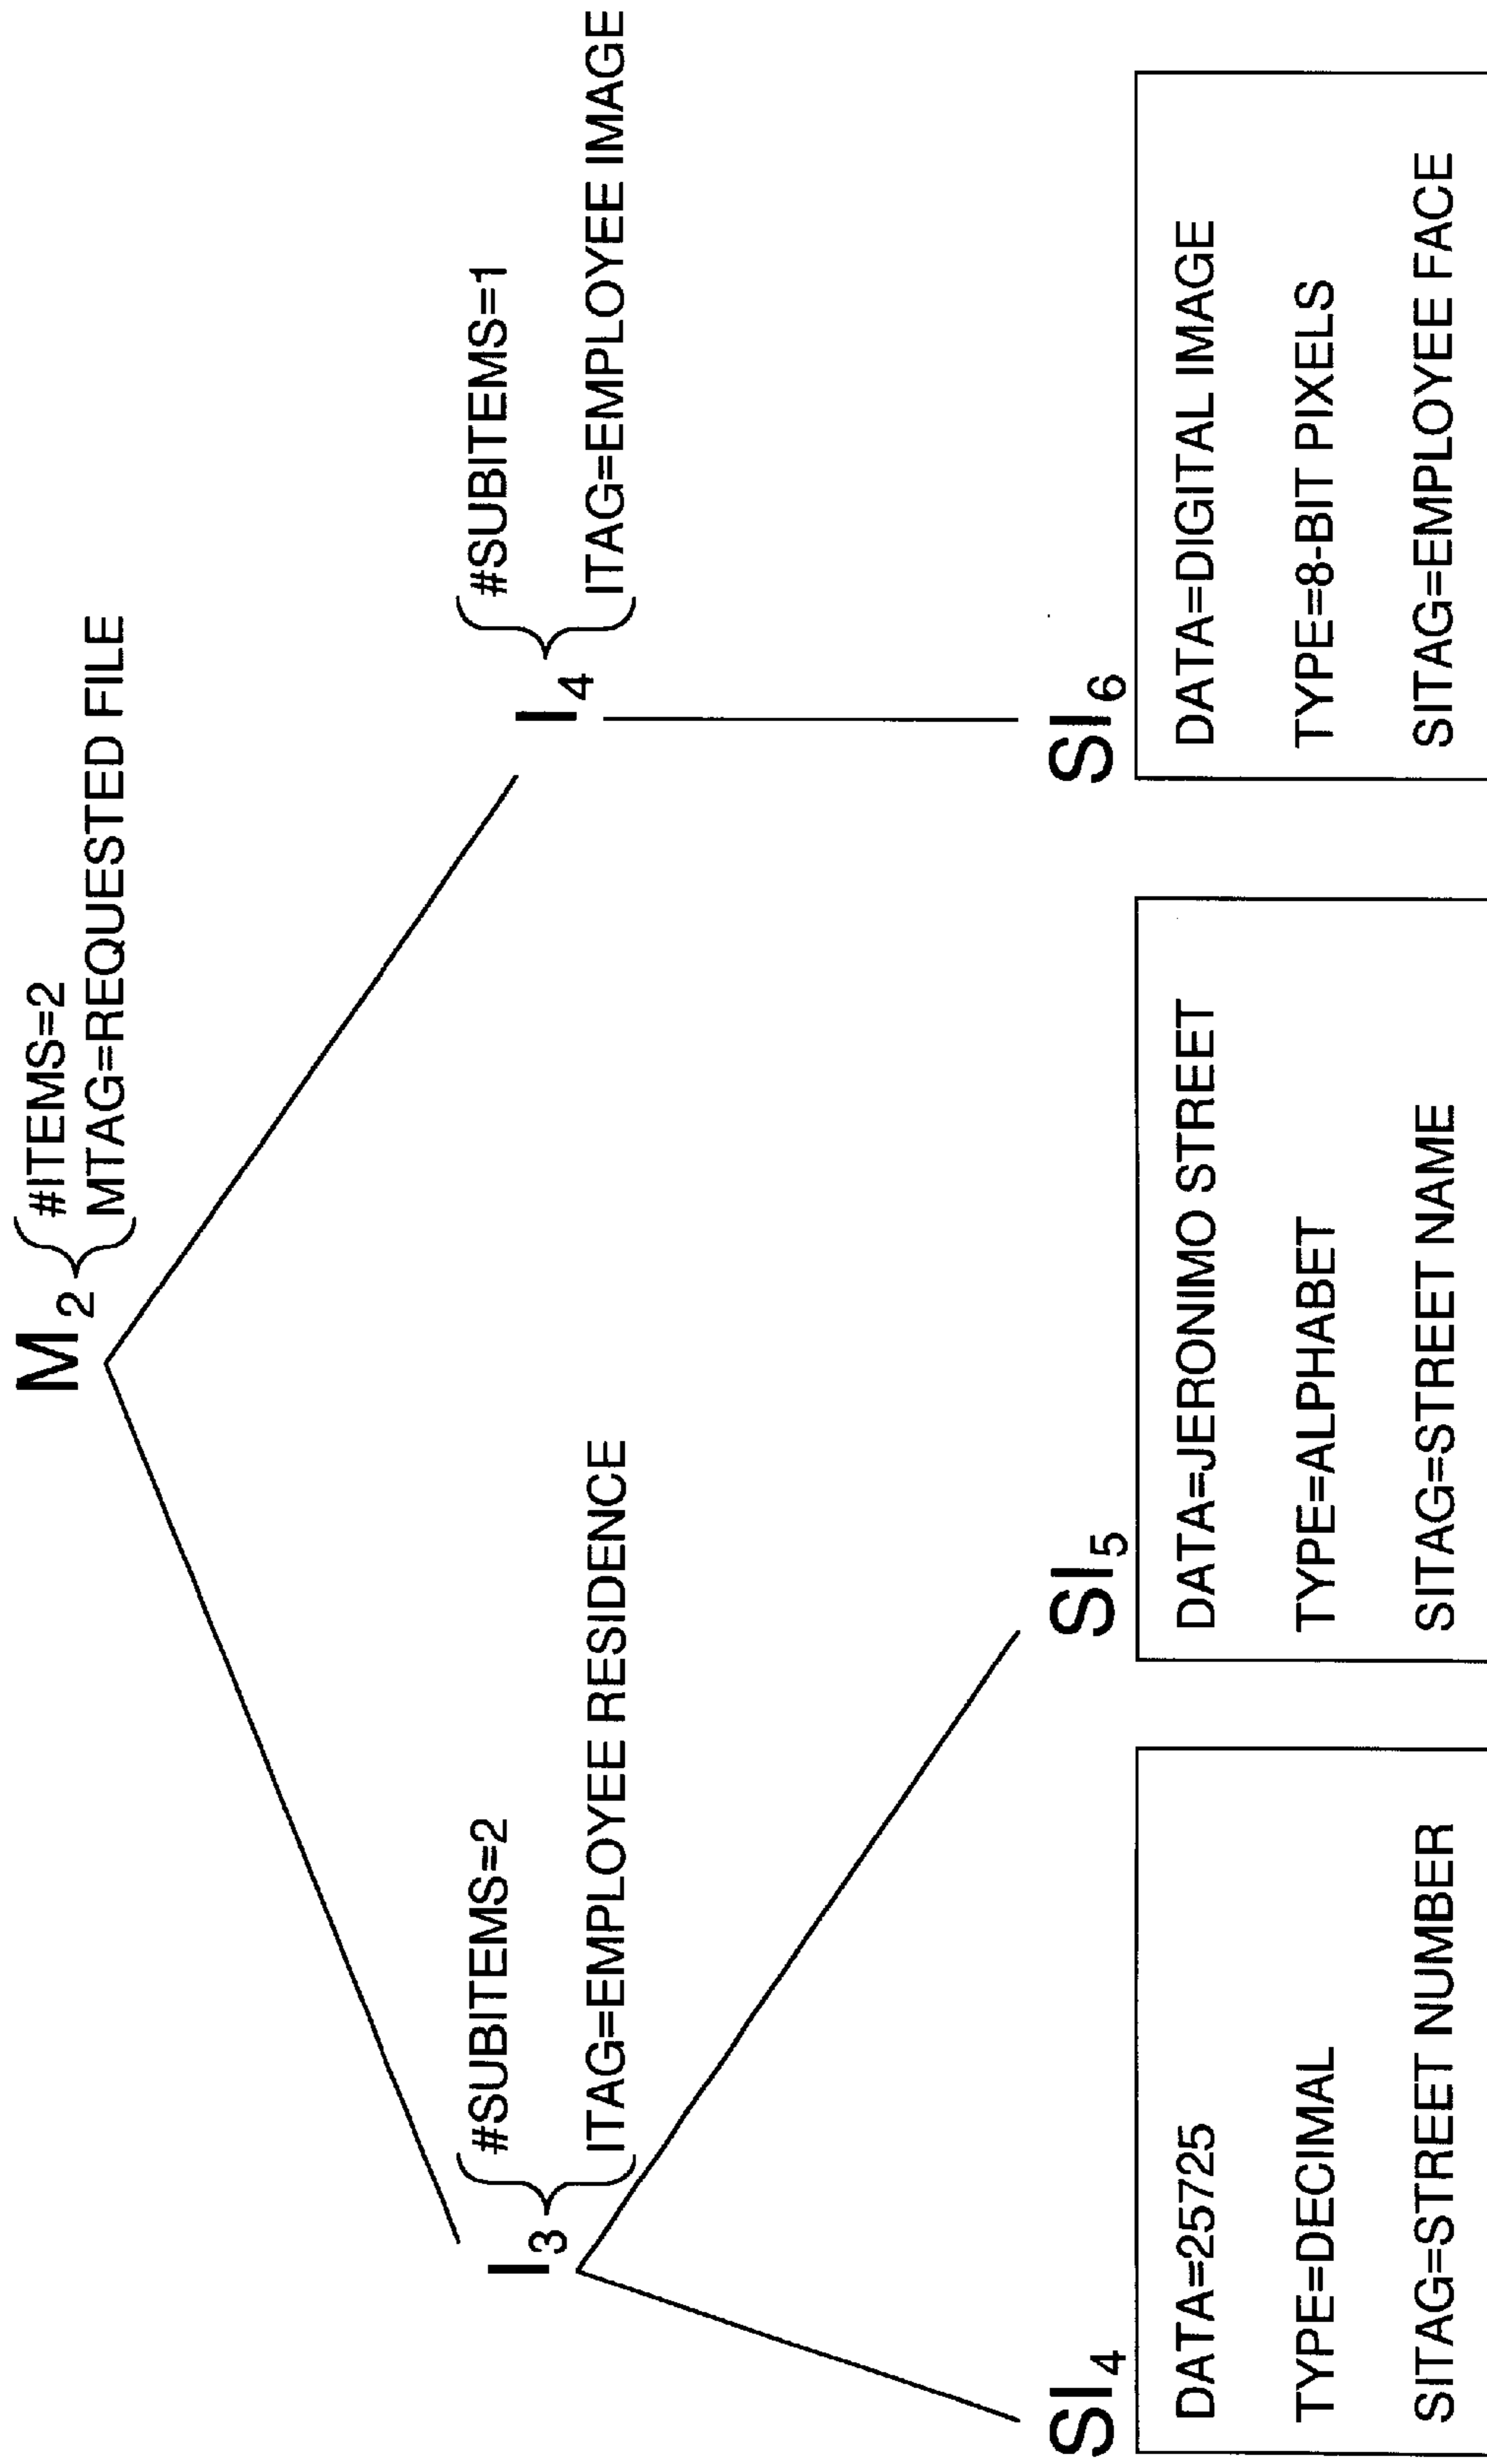 M2
#ITEMS=2
MTAG=REQUESTED FILE
I3
#SUBITEMS=2
ITAG=EMPLOYEE RESIDENCE
I4
#SUBITEMS=1
ITAG=EMPLOYEE IMAGE
SI4
DATA=25725
TYPE=DECIMAL
SITAG=STREET NUMBER
SI5
DATA=JERONIMO STREET
TYPE=ALPHABET
SITAG=STREET NAME
SI6
DATA=DIGITAL IMAGE
TYPE=8-BIT PIXELS
SITAG=EMPLOYEE FACE